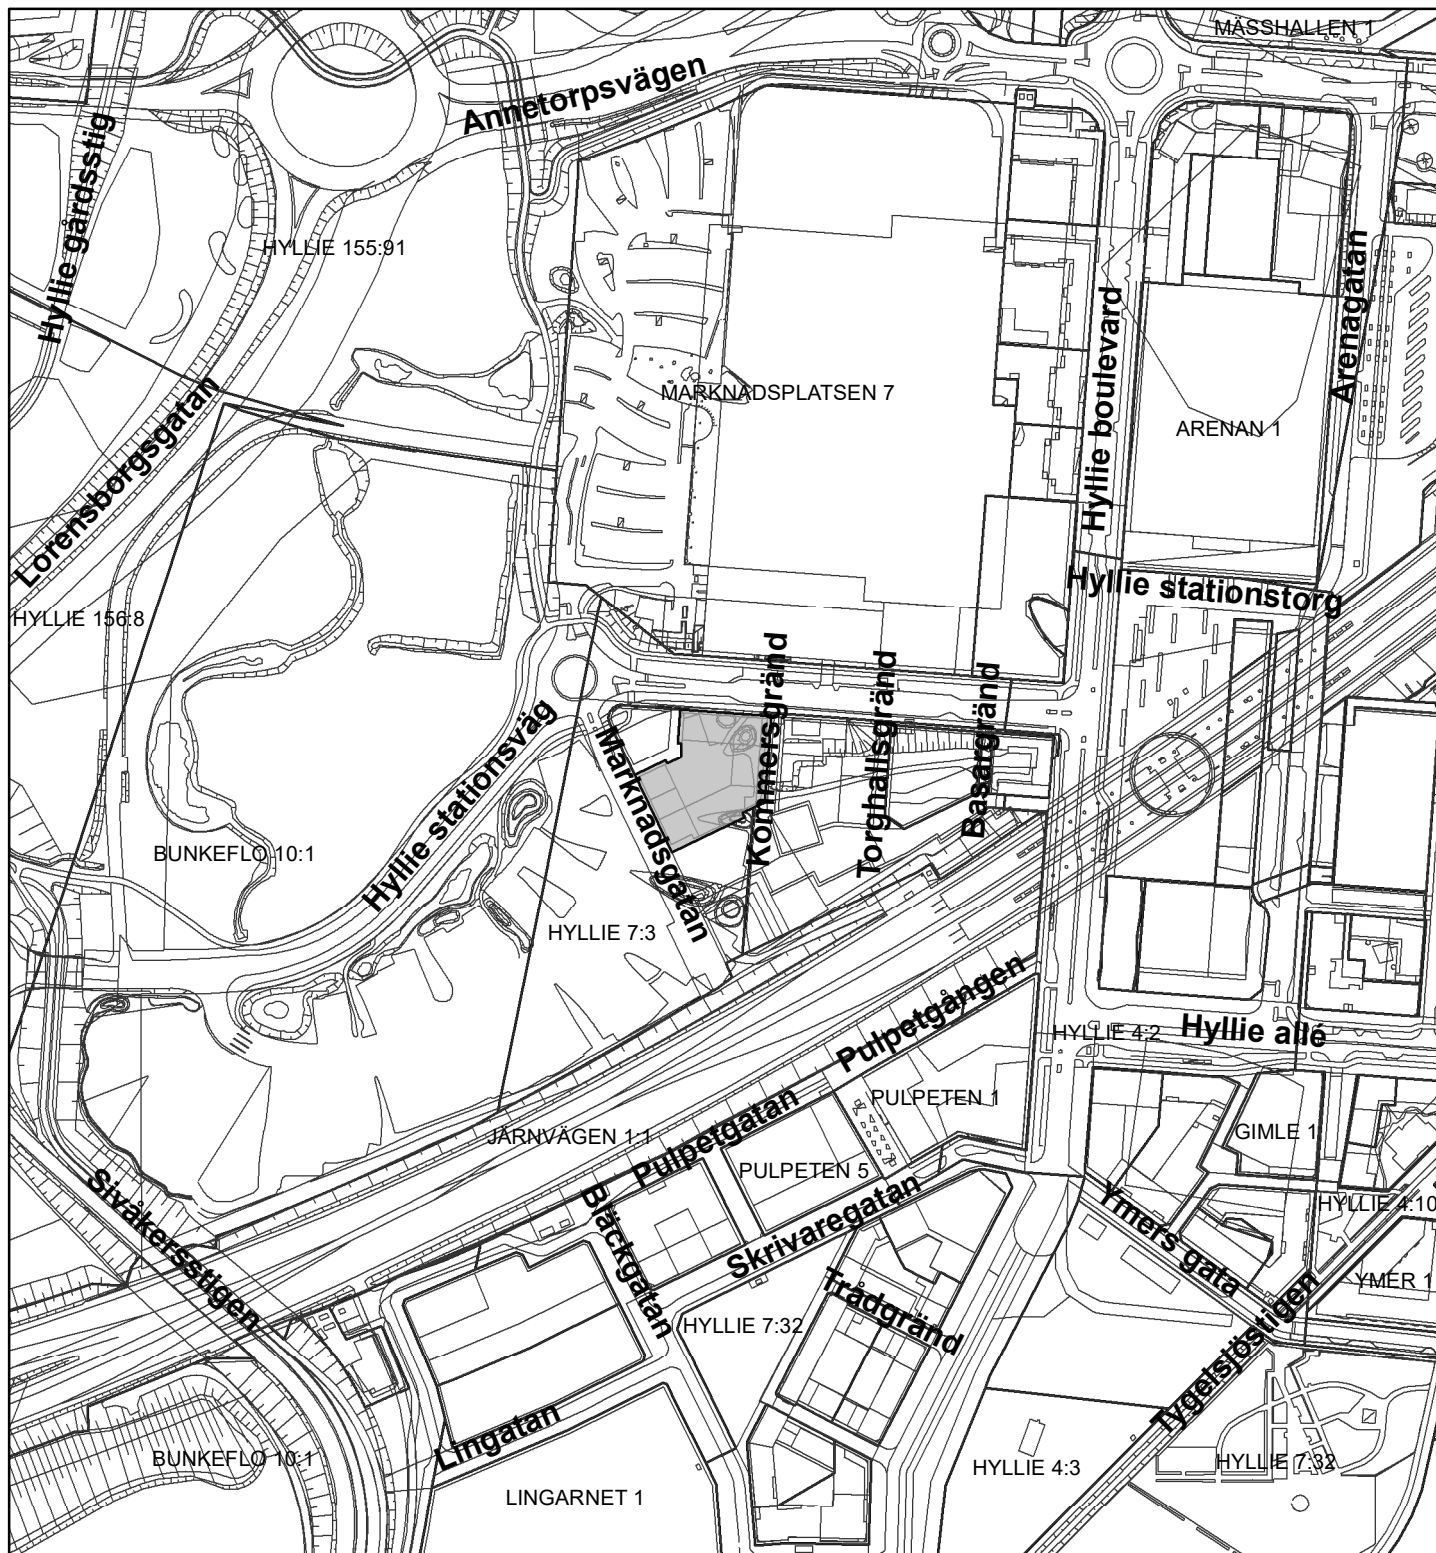 MÄSSHALLEN 1
Annetorpsvägen
Hyllie gårdsstig
HYLLIE 155:91
Arenagatan
Hyllie boulevard
MARKNADSPLATSEN 7
ARENAN 1
Lorensborgsgatan
Hyllie stationstorg
HYLLIE 156:8
Kommersgränd
Torghallsgränd
Basargränd
Hyllie stationsväg
Marknadsgatan
BUNKEFLO 10:1
HYLLIE 7:3
Pulpetgången
HYLLIE 4:2
Hyllie allé
PULPETEN 1
JÄRNVÄGEN 1:1
Pulpetgatan
GIMLE 1
PULPETEN 5
Sivåkersstigen
Bläckgatan
Skrivaregatan
Ymers gata
HYLLIE 4:10
YMER 1
Trådgränd
HYLLIE 7:32
Tygelsjöstigen
Lingatan
BUNKEFLO 10:1
HYLLIE 4:3
HYLLIE 7:32
LINGARNET 1